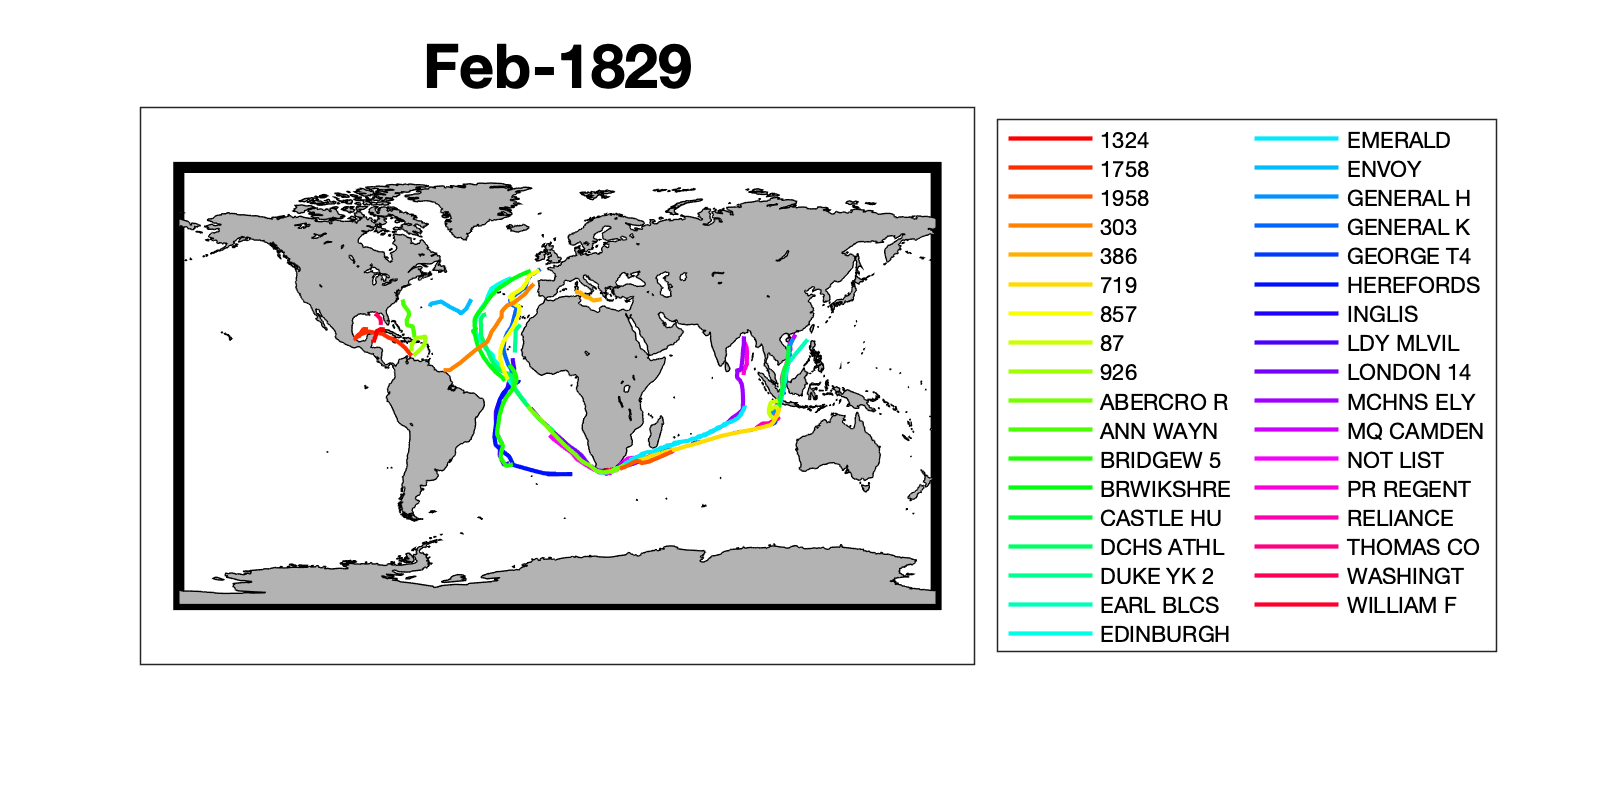 Feb-1829
1324
1758
1958
303
386
719
857
87
926
ABERCRO R
ANN WAYN
BRIDGEW 5
BRWIKSHRE
CASTLE HU
DCHS ATHL
DUKE YK 2
EARL BLCS
EDINBURGH
EMERALD
ENVOY
GENERAL H
GENERAL K
GEORGE T4
HEREFORDS
INGLIS
LDY MLVIL
LONDON 14
MCHNS ELY
MQ CAMDEN
NOT LIST
PR REGENT
RELIANCE
THOMAS CO
WASHINGT
WILLIAM F